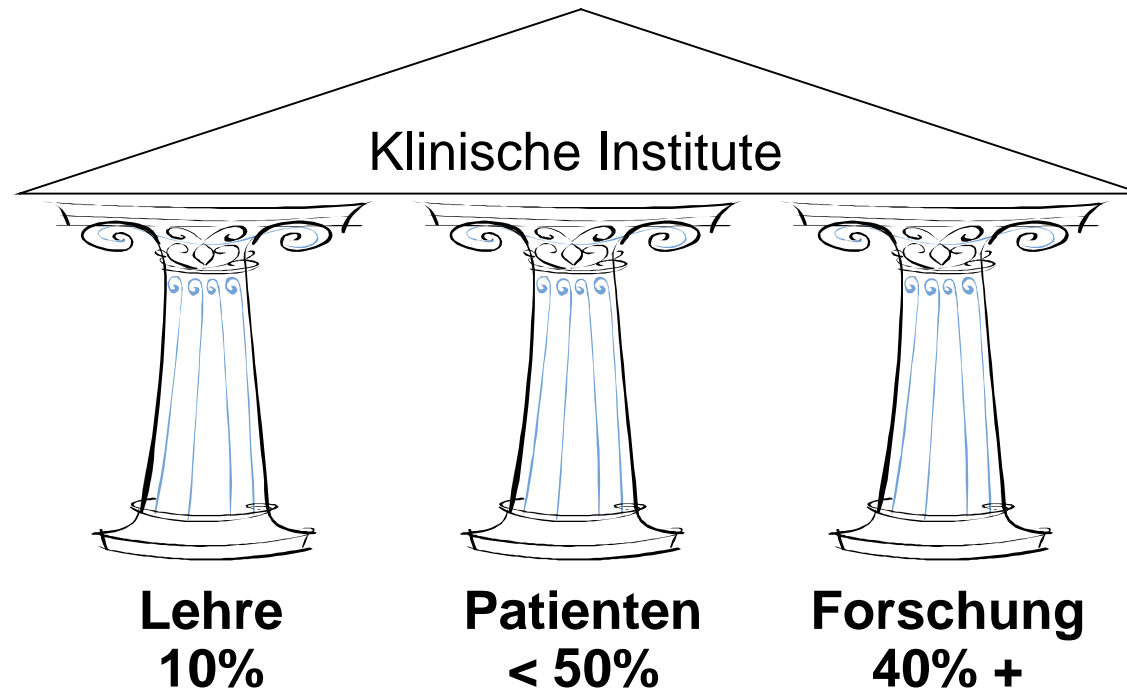 Klinische Institute
Lehre
10%
Patienten
< 50%
Forschung
40% +